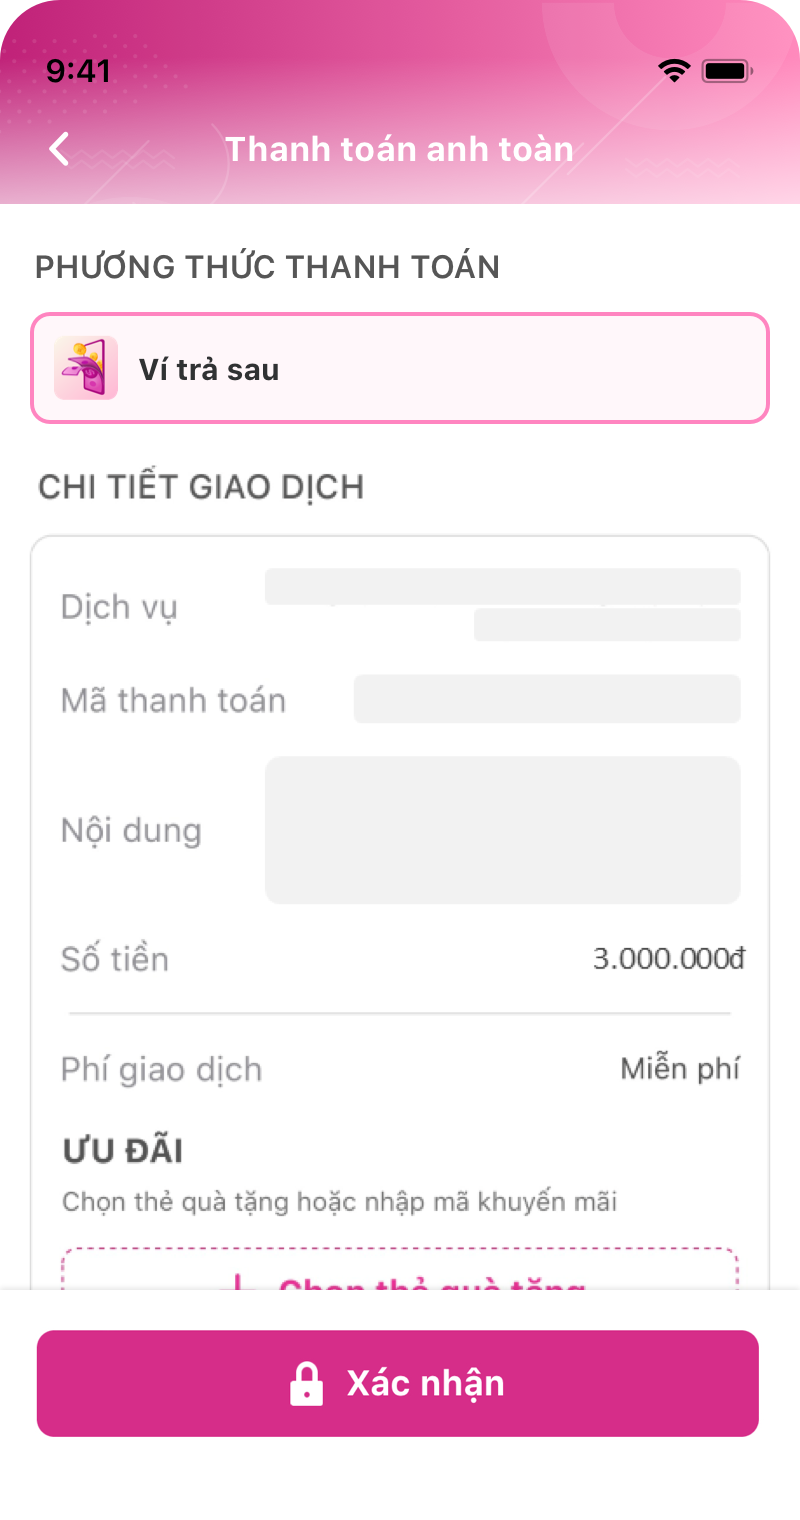 9:41
Thanh toán anh toàn
PHƯƠNG THỨC THANH TOÁN
Ví trả sau
CHI TIẾT GIAO DỊCH
Dịch vụ
Mã thanh toán
Nội dung
Số tiền 3.000.000đ
Phí giao dịch Miễn phí
ƯU ĐÃI
Chọn thẻ quà tặng hoặc nhập mã khuyến mãi
Chọn thẻ quà tặng
Xác nhận